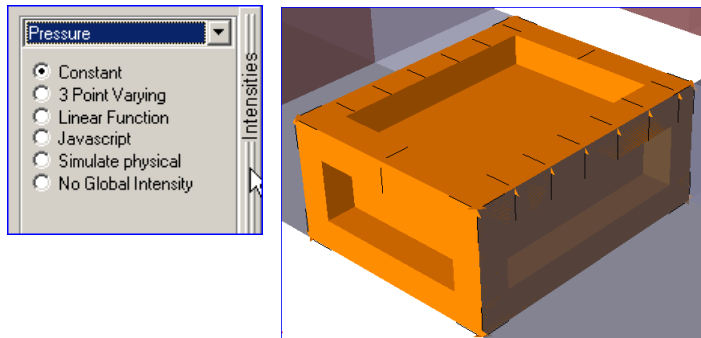 Pressure
Constant
3 Point Varying
Linear Function
Javascript
Simulate physical
No Global Intensity
Intensities